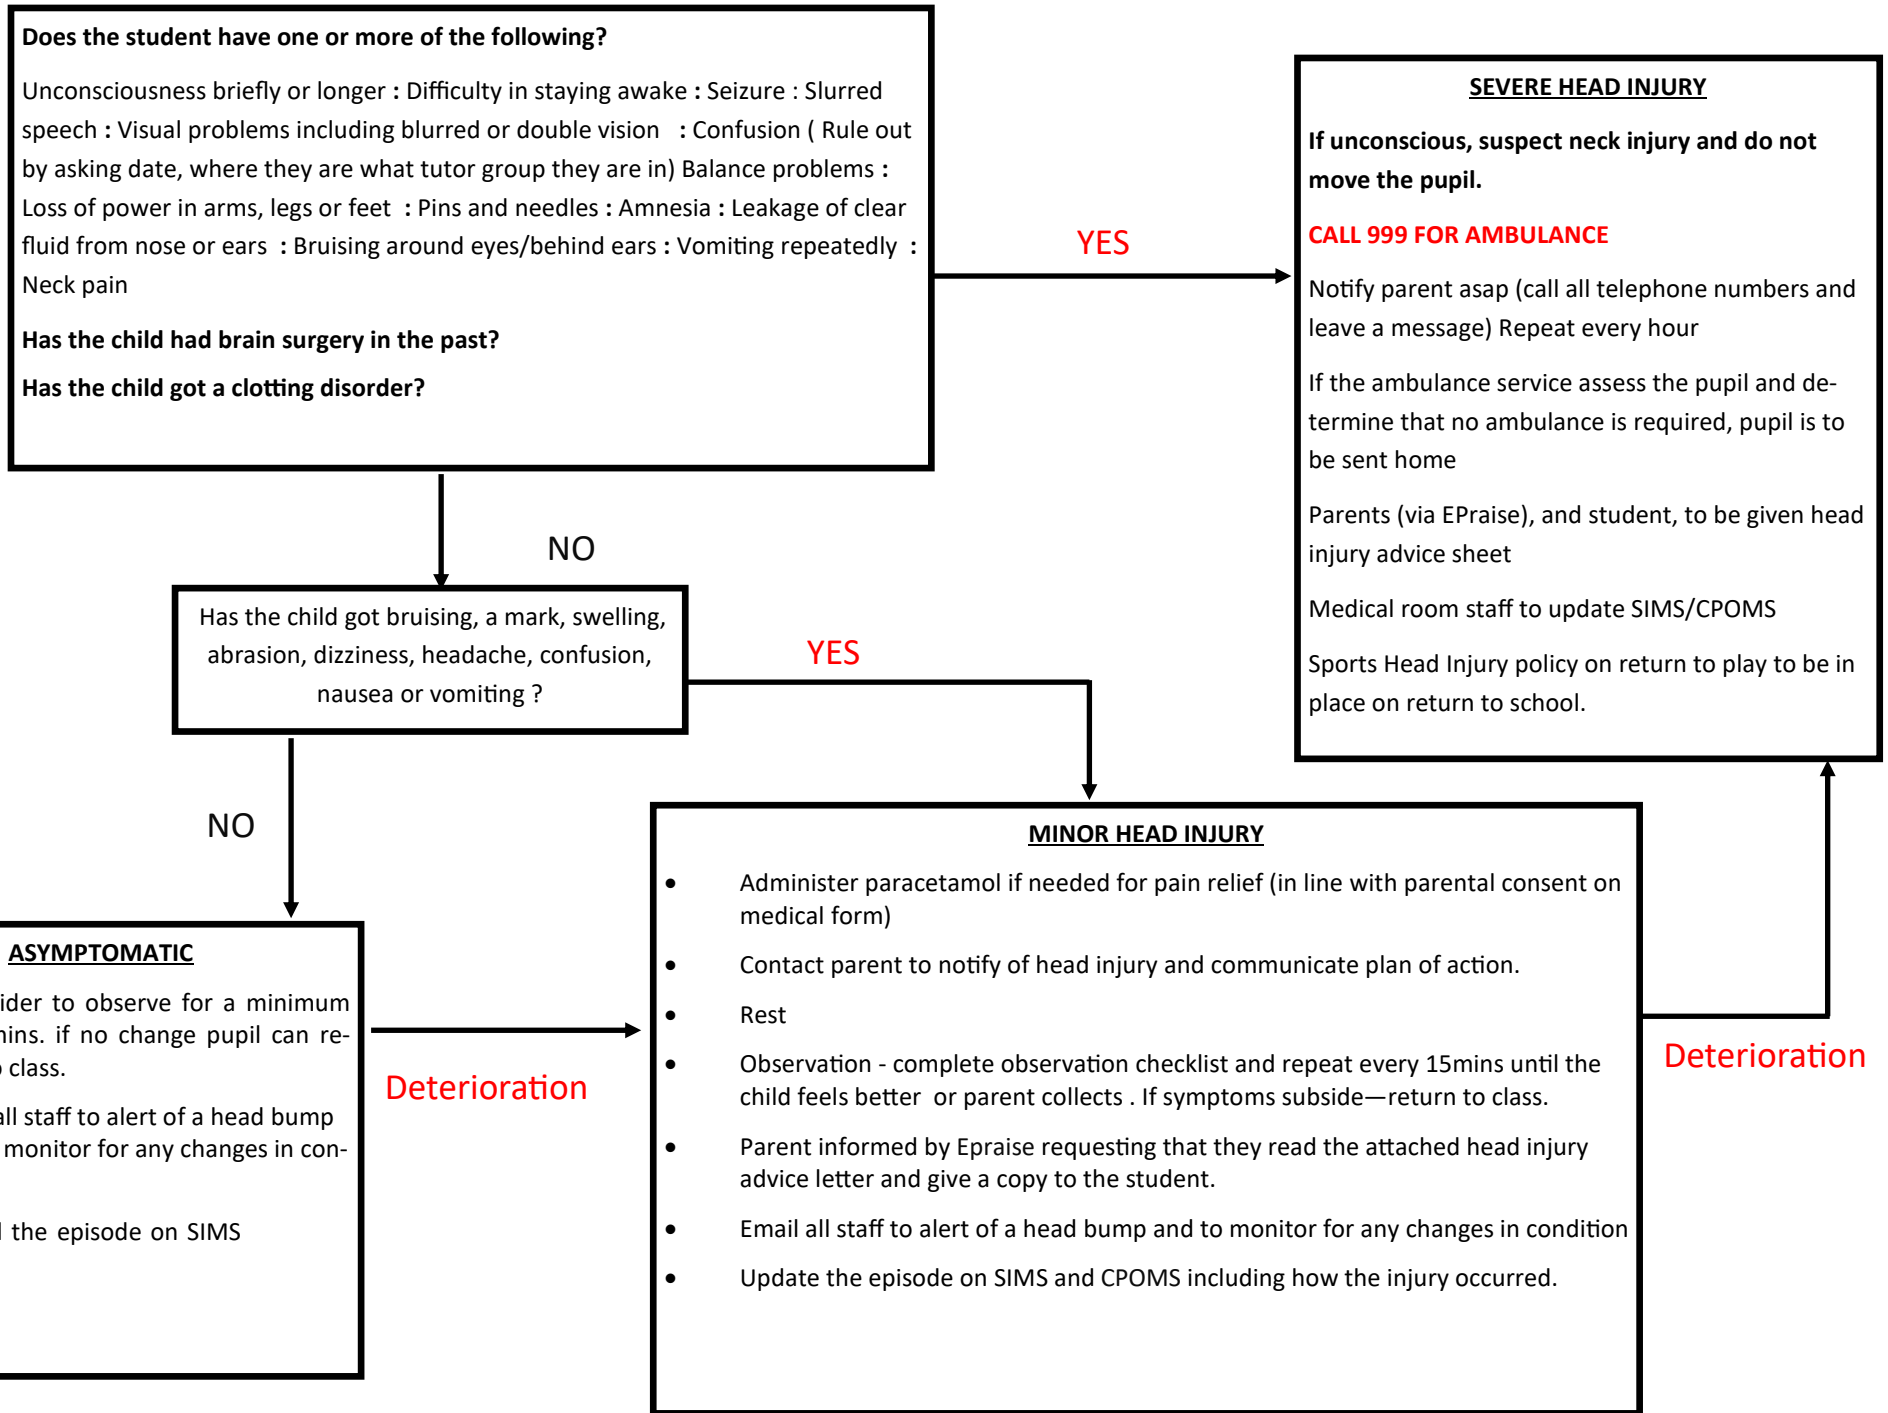 Does the student have one or more of the following?
Unconsciousness briefly or longer : Difficulty in staying awake : Seizure : Slurred
speech : Visual problems including blurred or double vision : Confusion ( Rule out
by asking date, where they are what tutor group they are in) Balance problems :
Loss of power in arms, legs or feet : Pins and needles : Amnesia : Leakage of clear
fluid from nose or ears : Bruising around eyes/behind ears : Vomiting repeatedly :
Neck pain
Has the child had brain surgery in the past?
Has the child got a clotting disorder?
YES
SEVERE HEAD INJURY
If unconscious, suspect neck injury and do not
move the pupil.
CALL 999 FOR AMBULANCE
Notify parent asap (call all telephone numbers and
leave a message) Repeat every hour
If the ambulance service assess the pupil and de-
termine that no ambulance is required, pupil is to
be sent home
Parents (via EPraise), and student, to be given head
injury advice sheet
Medical room staff to update SIMS/CPOMS
Sports Head Injury policy on return to play to be in
place on return to school.
NO
Has the child got bruising, a mark, swelling,
abrasion, dizziness, headache, confusion,
nausea or vomiting ?
YES
NO
MINOR HEAD INJURY
• Administer paracetamol if needed for pain relief (in line with parental consent on
medical form)
• Contact parent to notify of head injury and communicate plan of action.
• Rest
• Observation - complete observation checklist and repeat every 15mins until the
child feels better or parent collects . If symptoms subside—return to class.
• Parent informed by Epraise requesting that they read the attached head injury
advice letter and give a copy to the student.
• Email all staff to alert of a head bump and to monitor for any changes in condition
• Update the episode on SIMS and CPOMS including how the injury occurred.
Deterioration
ASYMPTOMATIC
to observe for a minimum
if no change pupil can re-
class.
all staff to alert of a head bump
monitor for any changes in con-
the episode on SIMS
Deterioration